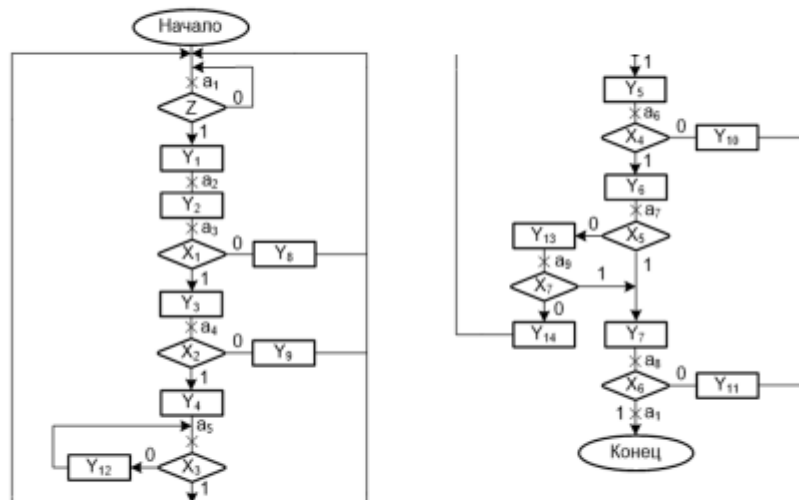 Начало
a₁
Z 0
1
Y₁
a₂
Y₂
a₃
X₁ 0 Y₈
1
Y₃
a₄
X₂ 0 Y₉
1
Y₄
a₅
Y₁₂ 0 X₃
1
1
Y₅
a₆
X₄ 0 Y₁₀
1
Y₆
a₇
Y₁₃ 0 X₅
a₉
X₇ 1 1
0
Y₁₄ Y₇
a₈
X₆ 0 Y₁₁
1 a₁
Конец